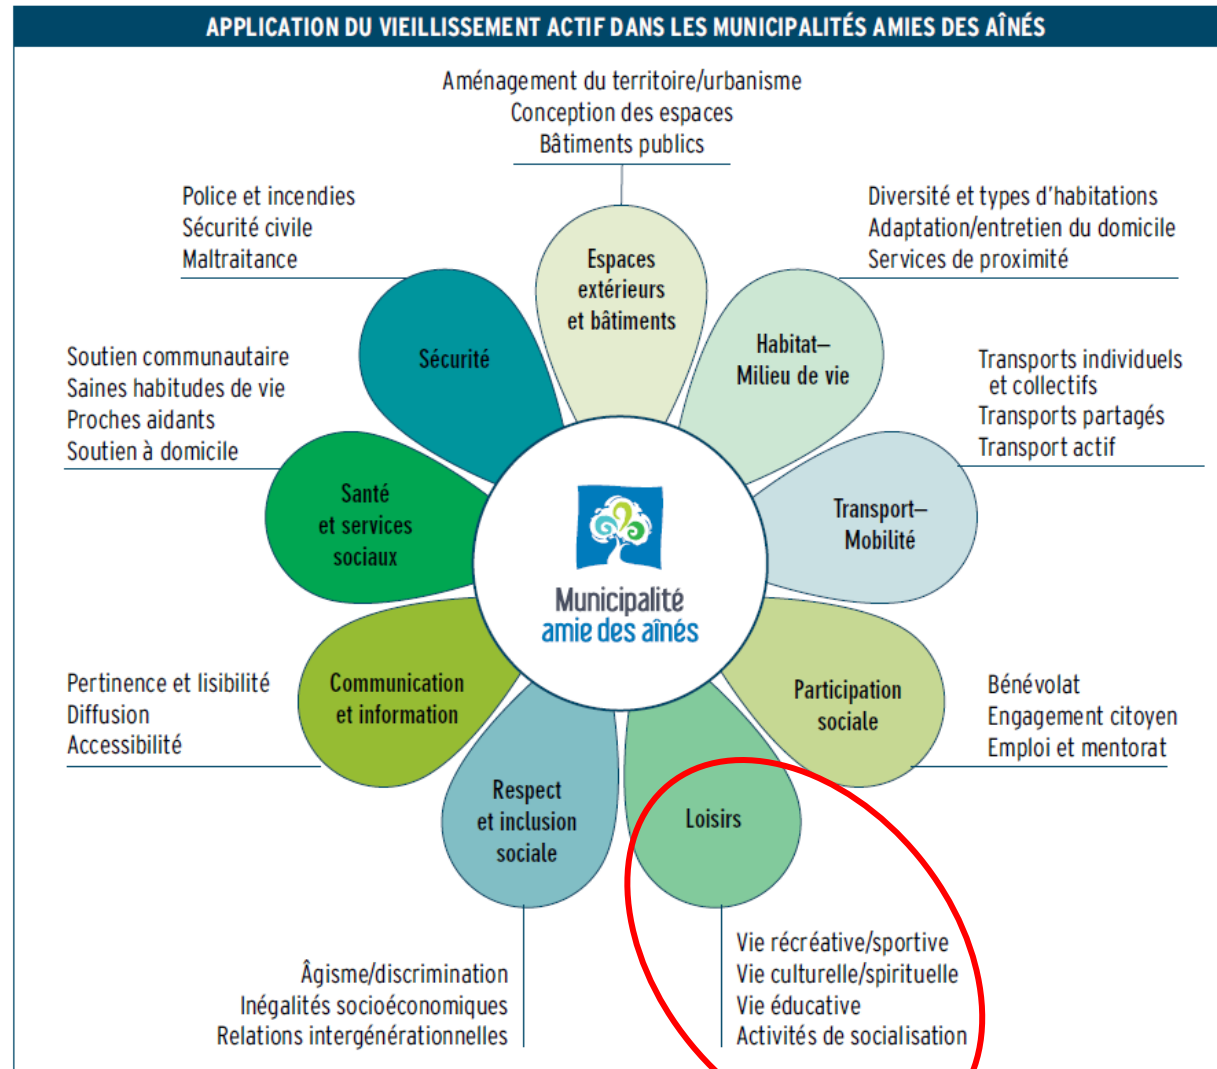 APPLICATION DU VIEILLISSEMENT ACTIF DANS LES MUNICIPALITÉS AMIES DES AÎNÉS
Aménagement du territoire/urbanisme
Conception des espaces
Bâtiments publics
Police et incendies
Sécurité civile
Maltraitance
Diversité et types d'habitations
Adaptation/entretien du domicile
Services de proximité
Espaces
extérieurs
et bâtiments
Sécurité
Habitat–
Milieu de vie
Soutien communautaire
Saines habitudes de vie
Proches aidants
Soutien à domicile
Transports individuels
et collectifs
Transports partagés
Transport actif
Santé
et services
sociaux
Transport–
Mobilité
Municipalité
amie des aînés
Pertinence et lisibilité
Diffusion
Accessibilité
Communication
et information
Participation
sociale
Bénévolat
Engagement citoyen
Emploi et mentorat
Respect
et inclusion
sociale
Loisirs
Âgisme/discrimination
Inégalités socioéconomiques
Relations intergénérationnelles
Vie récréative/sportive
Vie culturelle/spirituelle
Vie éducative
Activités de socialisation